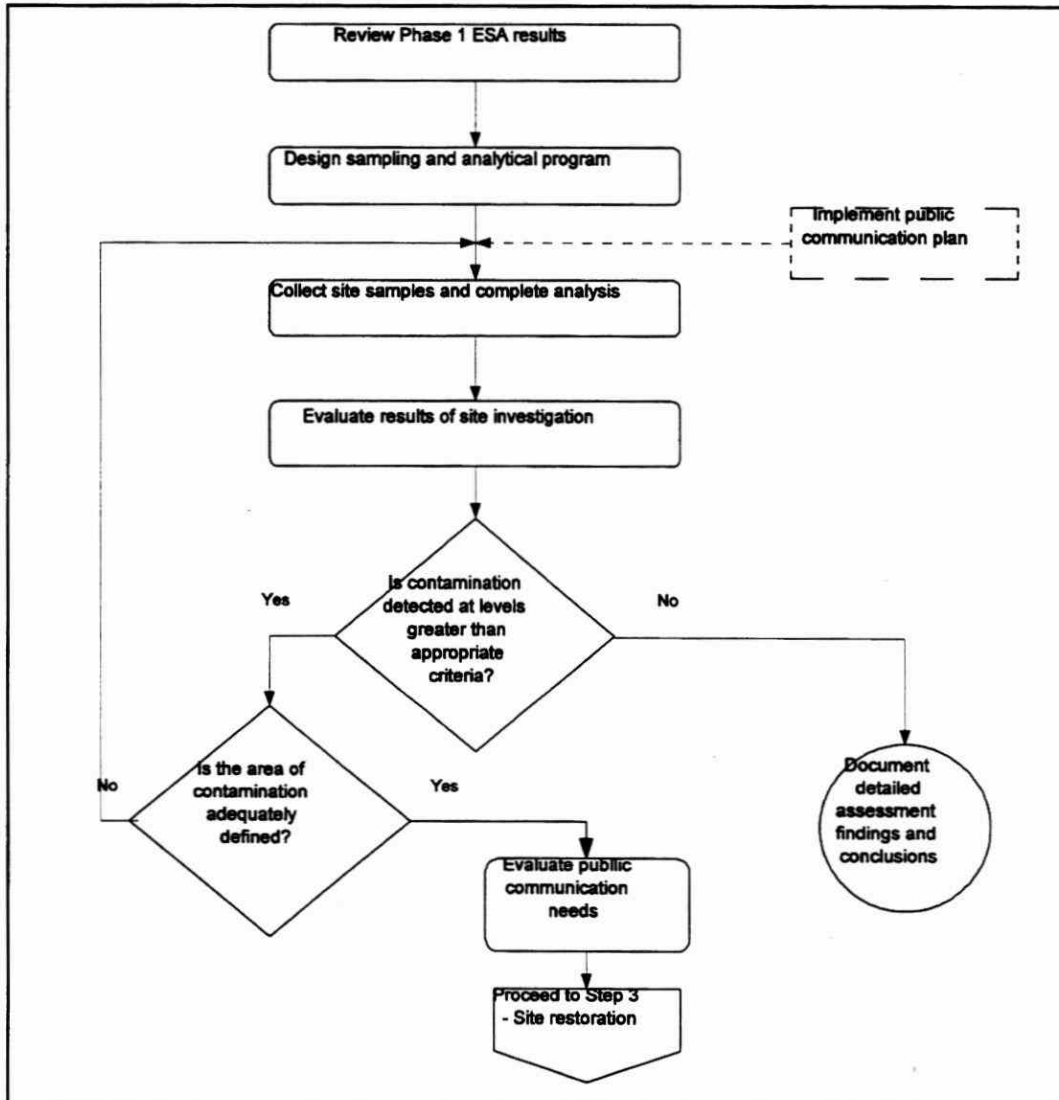 Review Phase 1 ESA results
Design sampling and analytical program
Implement public
communication plan
Collect site samples and complete analysis
Evaluate results of site investigation
Is contamination
detected at levels
greater than
appropriate
criteria?
Yes
No
Is the area of
contamination
adequately
defined?
No
Yes
Document
detailed
assessment
findings and
conclusions
Evaluate publlic
communication
needs
Proceed to Step 3
- Site restoration